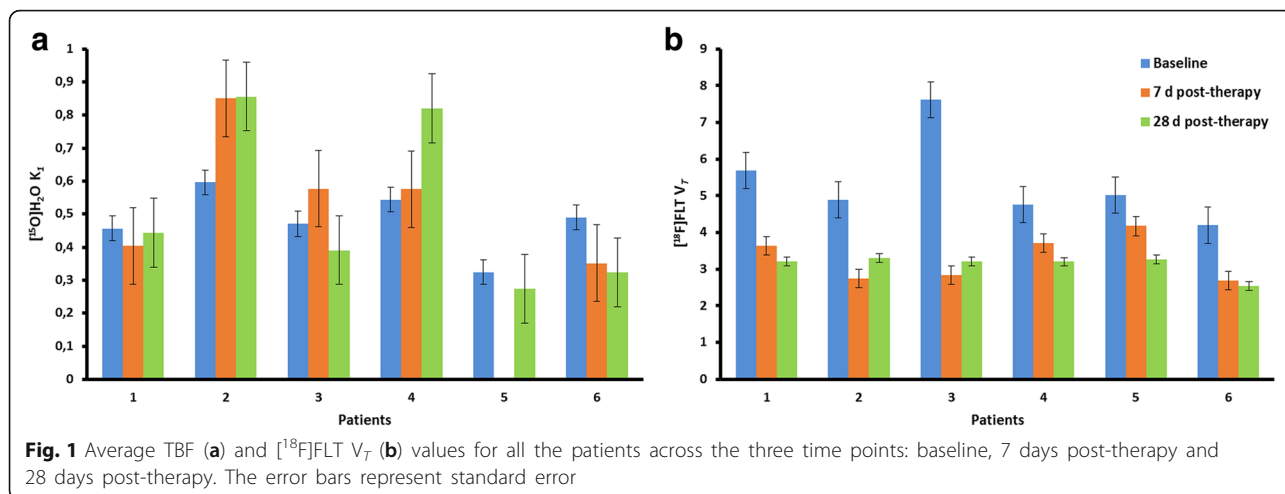 a
1
0,9
0,8
0,7
0,6
0,5
0,4
0,3
0,2
0,1
0
[¹⁵O]H₂O K₁
1 2 3 4 5 6
Patients
b
9
8
7
6
5
4
3
2
1
0
[¹⁸F]FLT V_T
Baseline
7 d post-therapy
28 d post-therapy
1 2 3 4 5 6
Patients
Fig. 1 Average TBF (a) and [¹⁸F]FLT V_T (b) values for all the patients across the three time points: baseline, 7 days post-therapy and
28 days post-therapy. The error bars represent standard error